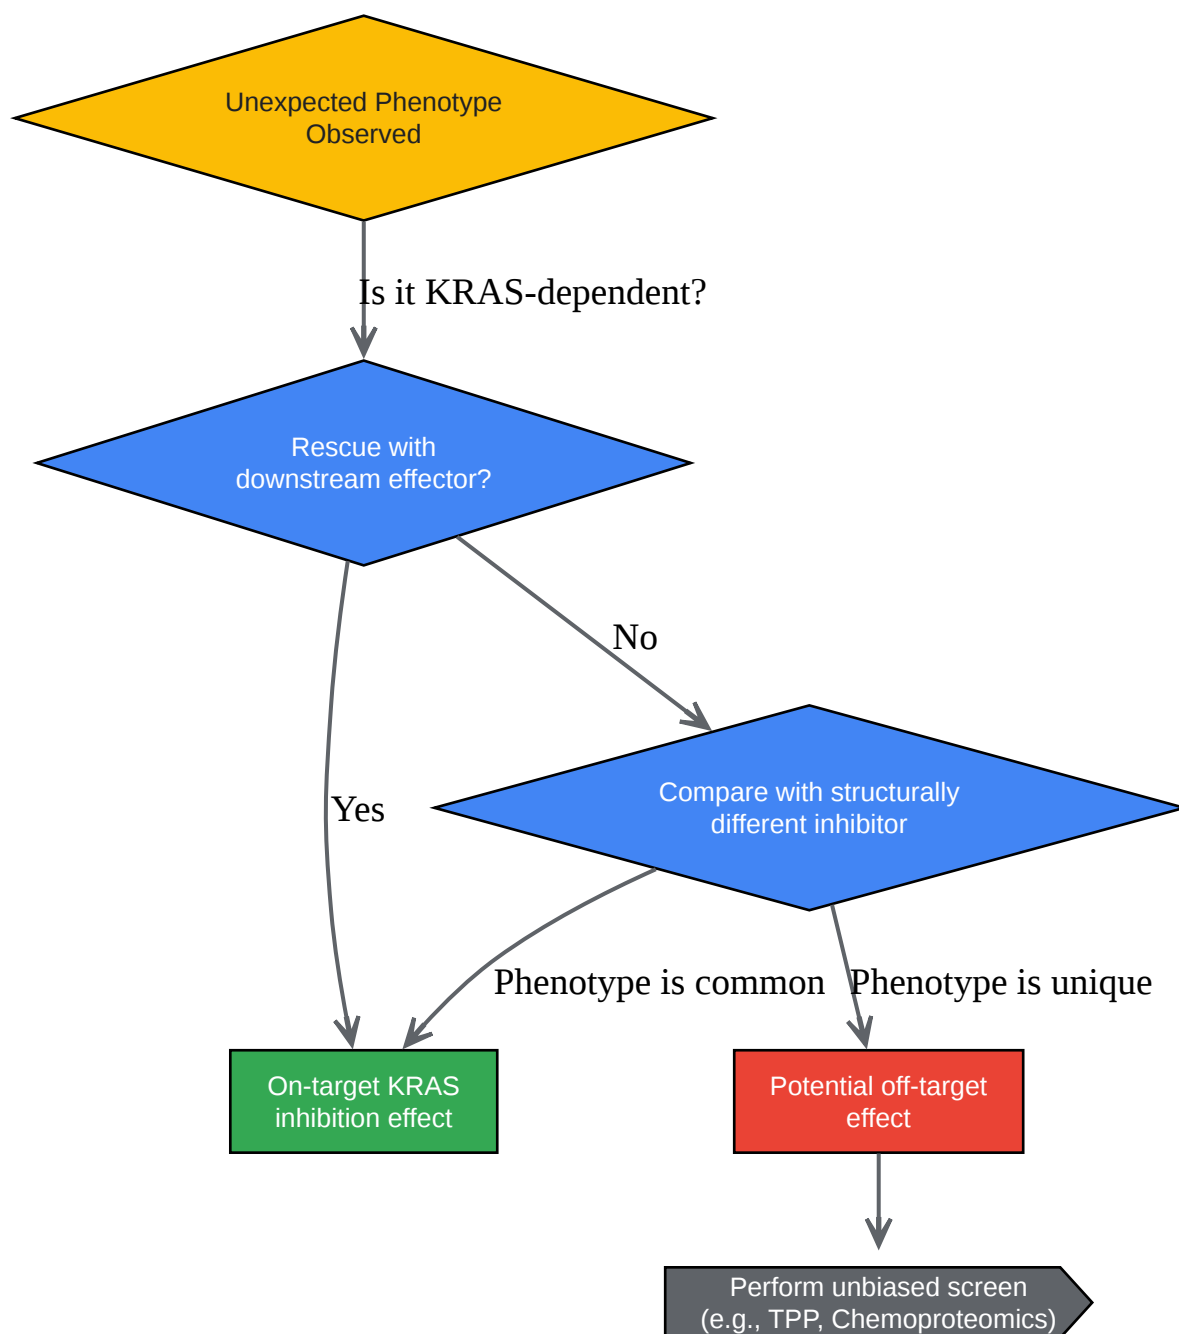 Unexpected Phenotype
Observed
Is it KRAS-dependent?
Rescue with
downstream effector?
No
Compare with structurally
different inhibitor
Yes
Phenotype is common
Phenotype is unique
On-target KRAS
inhibition effect
Potential off-target
effect
Perform unbiased screen
(e.g., TPP, Chemoproteomics)